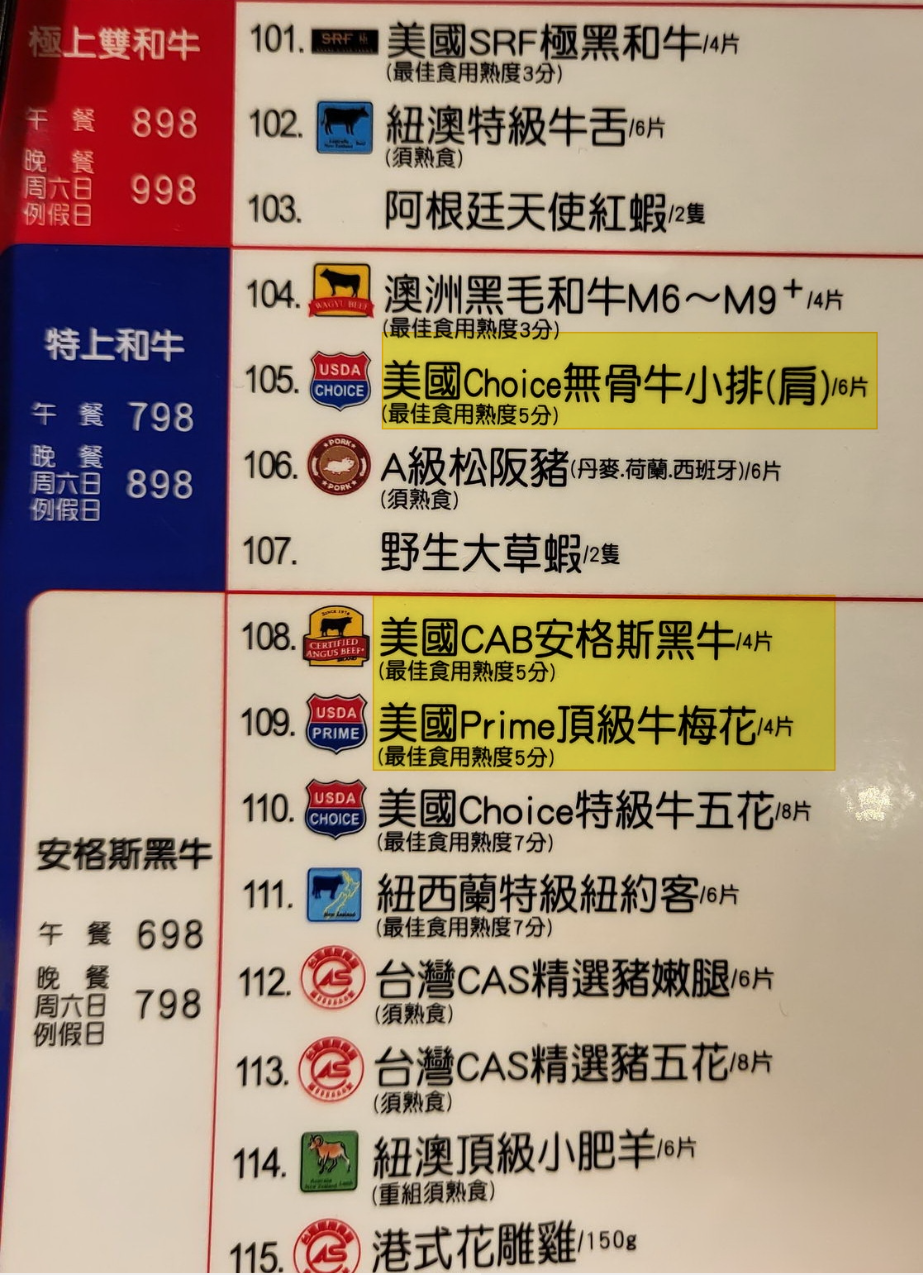 極上雙和牛
午 餐 898
晚 餐
周六日 998
例假日
101. SRF 美國SRF極黑和牛/4片
(最佳食用熟度3分)
102. 紐澳特級牛舌/6片
(須熟食)
103. 阿根廷天使紅蝦/2隻
特上和牛
午 餐 798
晚 餐
周六日 898
例假日
104. WAGYU BEEF 澳洲黑毛和牛M6~M9+/4片
(最佳食用熟度3分)
105. USDA CHOICE 美國Choice無骨牛小排(肩)/6片
(最佳食用熟度5分)
106. PORK PORK A級松阪豬(丹麥.荷蘭.西班牙)/6片
(須熟食)
107. 野生大草蝦/2隻
安格斯黑牛
午 餐 698
晚 餐
周六日 798
例假日
108. CERTIFIED ANGUS BEEF 美國CAB安格斯黑牛/4片
(最佳食用熟度5分)
109. USDA PRIME 美國Prime頂級牛梅花/4片
(最佳食用熟度5分)
110. USDA CHOICE 美國Choice特級牛五花/8片
(最佳食用熟度7分)
111. New Zealand 紐西蘭特級紐約客/6片
(最佳食用熟度7分)
112. 台灣CAS精選豬嫩腿/6片
(須熟食)
113. 台灣CAS精選豬五花/8片
(須熟食)
114. 紐澳頂級小肥羊/6片
(重組須熟食)
115. 港式花雕雞/150g